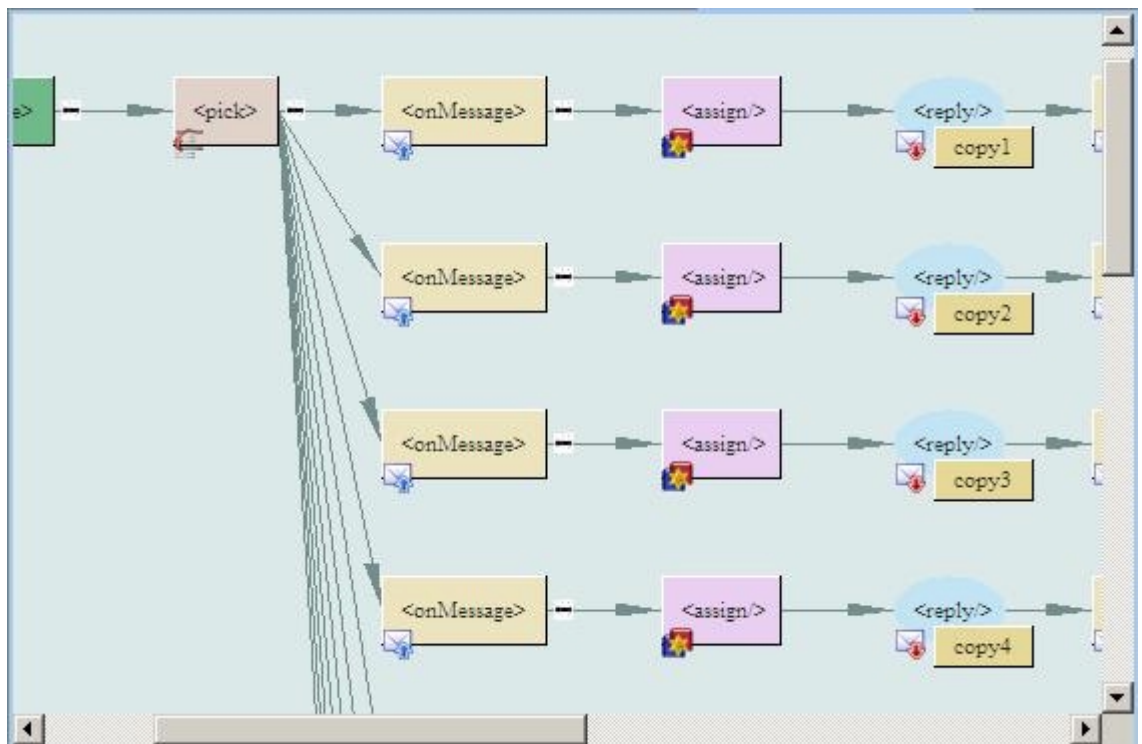 e> <pick> <onMessage> <assign/> <reply/>
copy1
<onMessage> <assign/> <reply/>
copy2
<onMessage> <assign/> <reply/>
copy3
<onMessage> <assign/> <reply/>
copy4